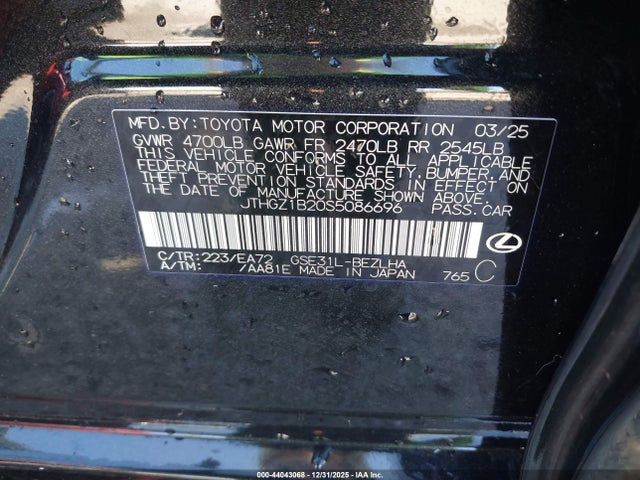 MFD.BY:TOYOTA MOTOR CORPORATION 03/25
GVWR 4700LB GAWR FR 2470LB RR 2545LB
THIS VEHICLE CONFORMS TO ALL APPLICABLE
FEDERAL MOTOR VEHICLE SAFETY,BUMPER,AND
THEFT PREVENTION STANDARDS IN EFFECT ON
THE DATE OF MANUFACTURE SHOWN ABOVE.
JTHGZ1B20S5086696 PASS.CAR
C/TR:223/EA72 GSE31L-BEZLHA
A/TM: /AA81E MADE IN JAPAN 765 C
000-44043068 • 12/31/2025 • IAA Inc.